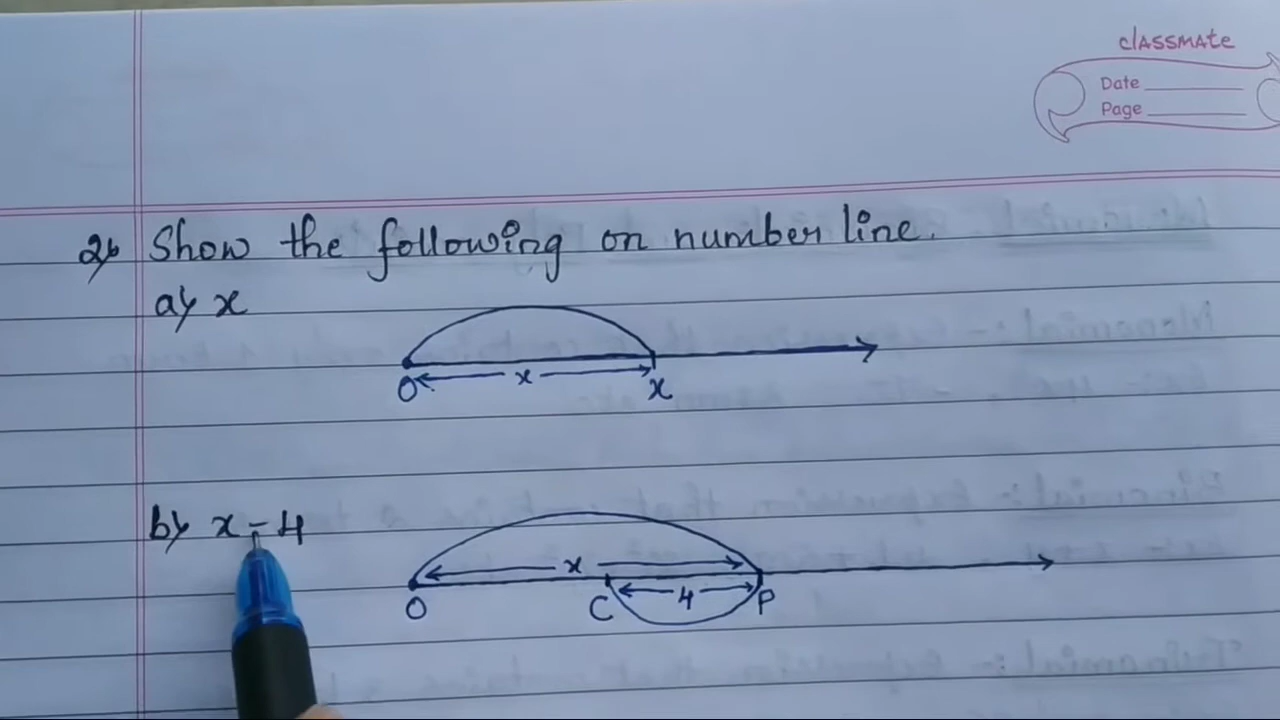 classmate
Date
Page
2) Show the following on number line.
a) x
x
O x
b) x - 4
x
O C 4 P